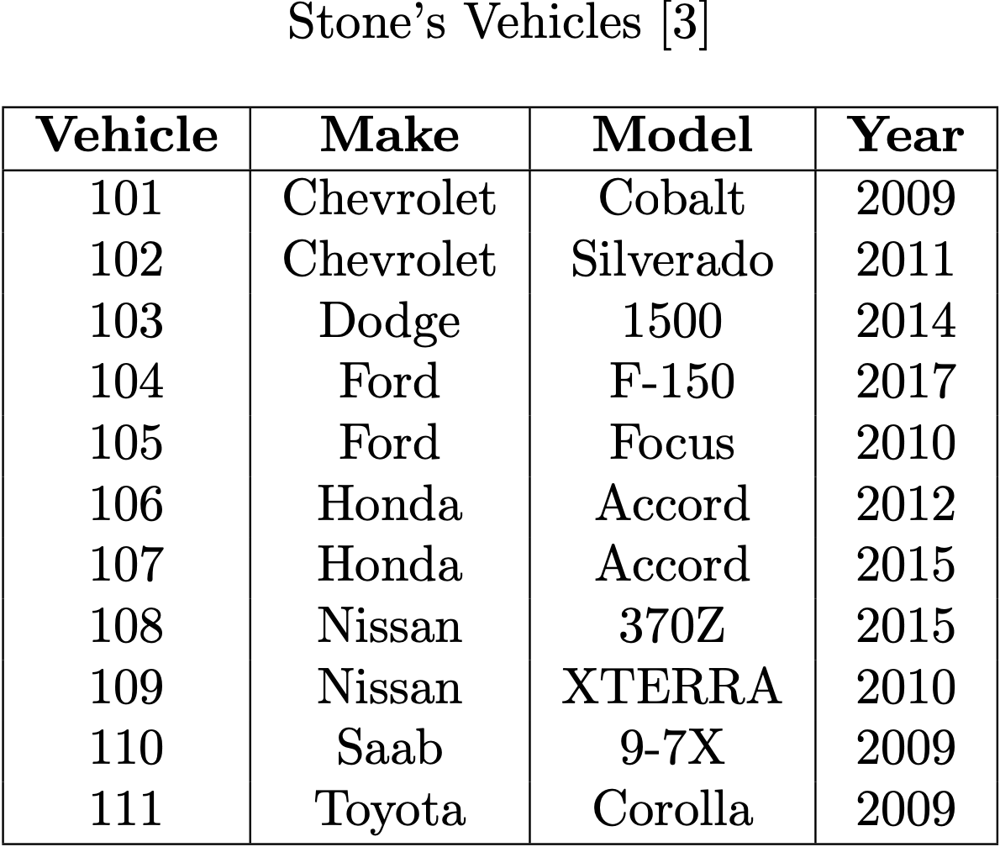 Stone’s Vehicles [3]
Vehicle Make Model Year
101 Chevrolet Cobalt 2009
102 Chevrolet Silverado 2011
103 Dodge 1500 2014
104 Ford F-150 2017
105 Ford Focus 2010
106 Honda Accord 2012
107 Honda Accord 2015
108 Nissan 370Z 2015
109 Nissan XTERRA 2010
110 Saab 9-7X 2009
111 Toyota Corolla 2009